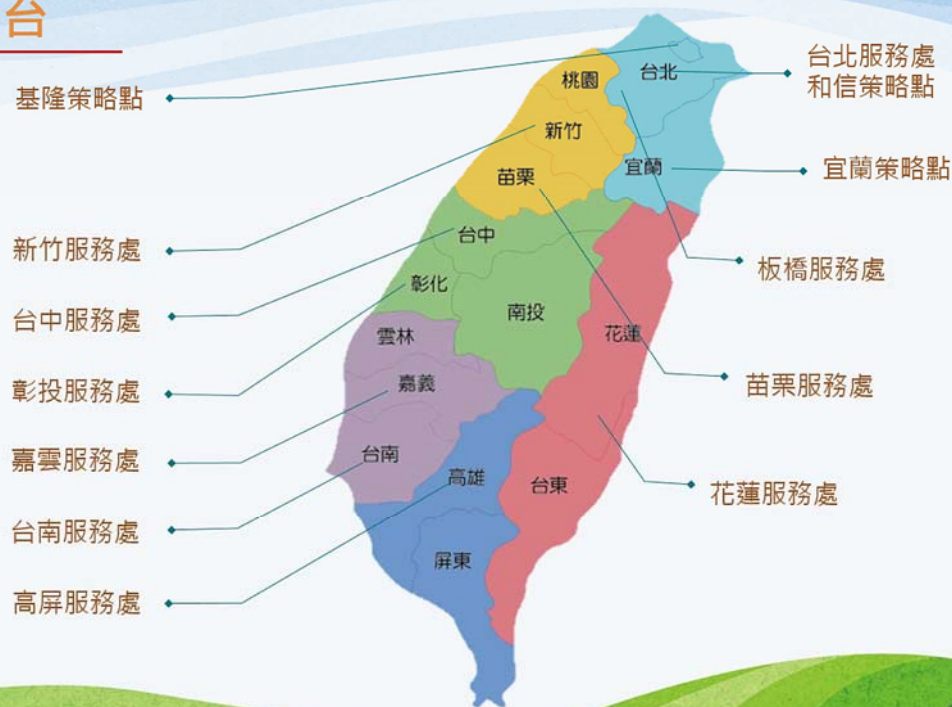 台
基隆策略點
新竹服務處
台中服務處
彰投服務處
嘉雲服務處
台南服務處
高屏服務處
台北
桃園
新竹
宜蘭
苗栗
台中
彰化
南投
雲林
花蓮
嘉義
台南
高雄
台東
屏東
台北服務處
和信策略點
宜蘭策略點
板橋服務處
苗栗服務處
花蓮服務處